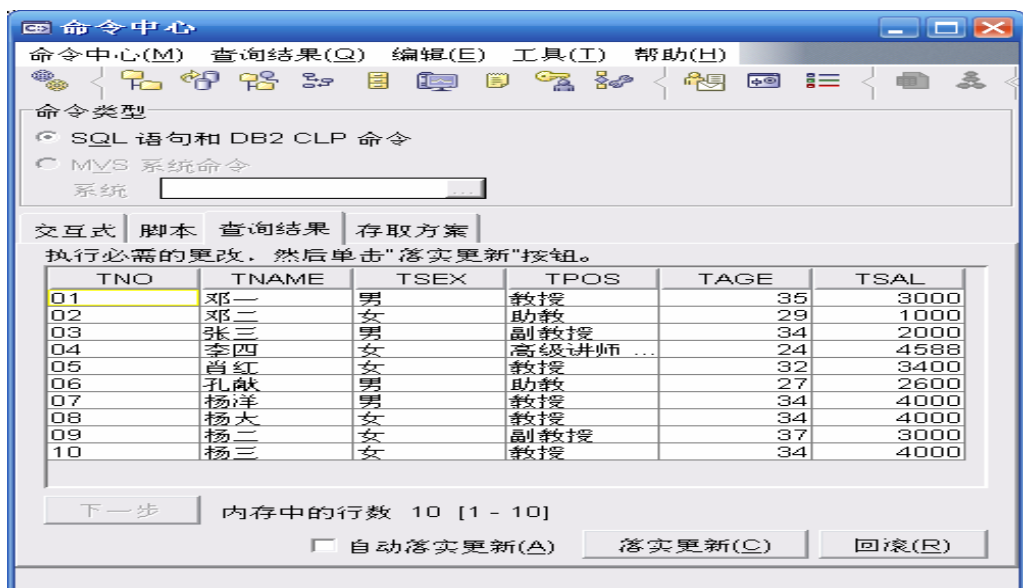 命令中心
命令中心(M) 查询结果(Q) 编辑(E) 工具(T) 帮助(H)
命令类型
SQL 语句和 DB2 CLP 命令
MVS 系统命令
系统 ...
交互式 脚本 查询结果 存取方案
执行必需的更改，然后单击"落实更新"按钮。
TNO TNAME TSEX TPOS TAGE TSAL
01 邓一 男 教授 35 3000
02 邓二 女 助教 29 1000
03 张三 男 副教授 34 2000
04 李四 女 高级讲师 ... 24 4588
05 肖红 女 教授 32 3400
06 孔献 男 助教 27 2600
07 杨洋 男 教授 34 4000
08 杨大 女 教授 34 4000
09 杨二 女 副教授 37 3000
10 杨三 女 教授 34 4000
下一步 内存中的行数 10 [1 - 10]
自动落实更新(A) 落实更新(C) 回滚(R)